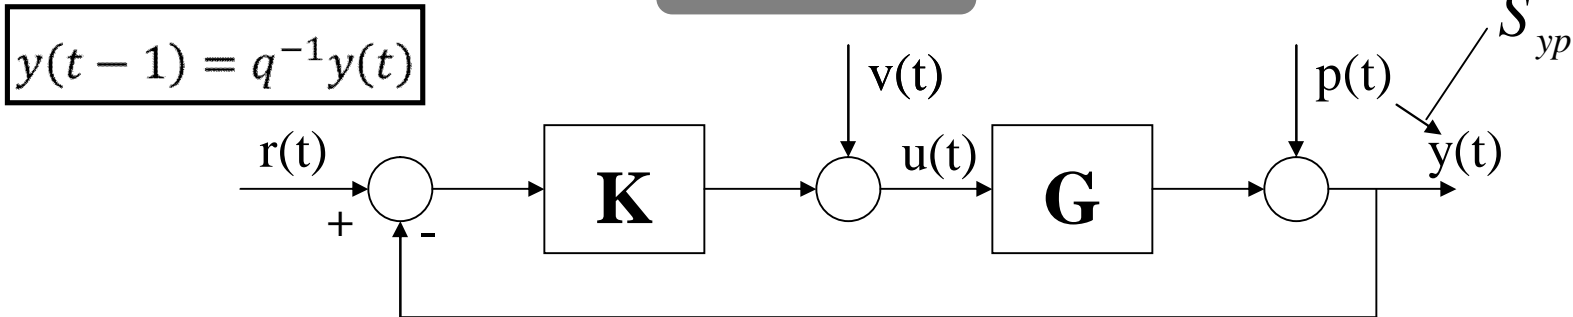 y(t − 1) = q⁻¹y(t)
S_yp
v(t)
p(t)
r(t)
u(t)
y(t)
K
G
+
-